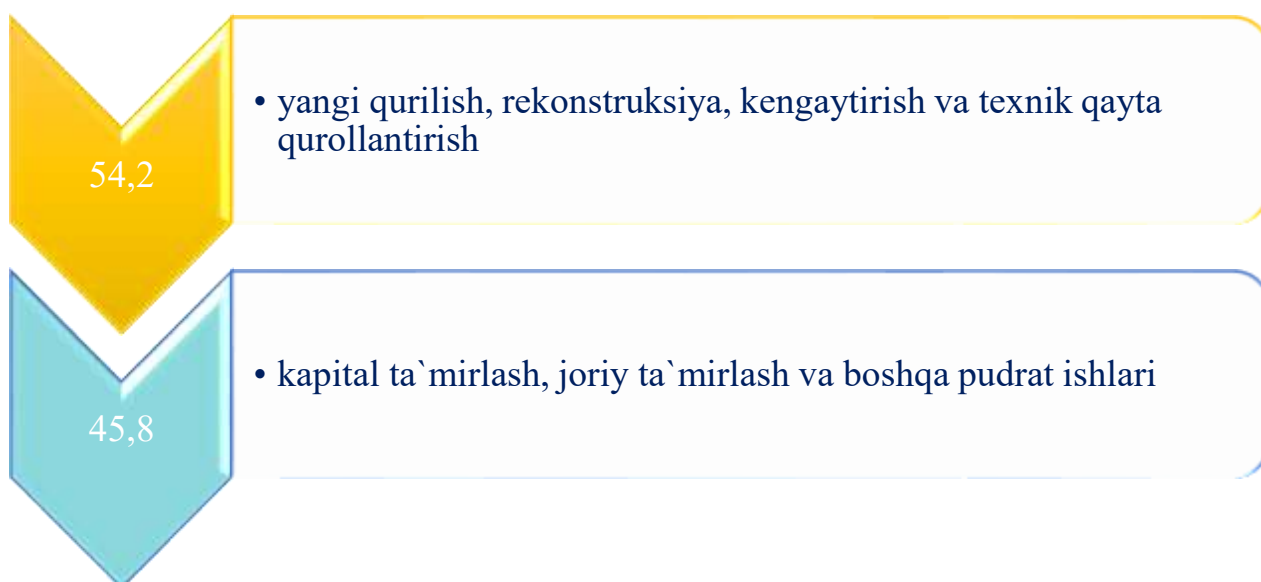 54,2
• yangi qurilish, rekonstruksiya, kengaytirish va texnik qayta
qurollantirish
45,8
• kapital ta`mirlash, joriy ta`mirlash va boshqa pudrat ishlari